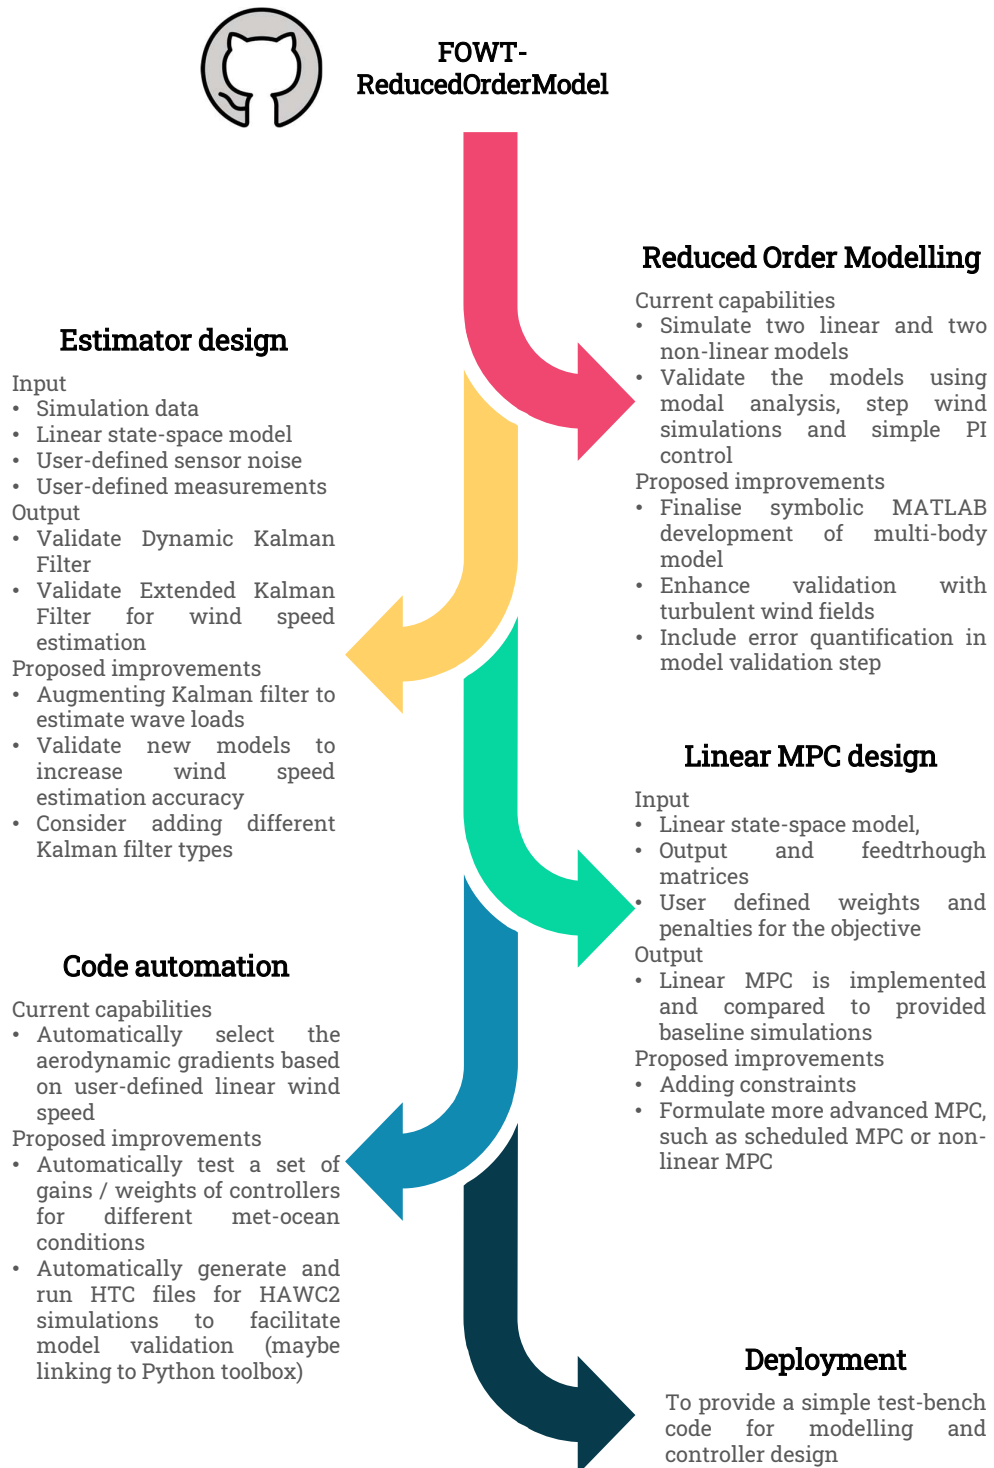 FOWT-
ReducedOrderModel
Reduced Order Modelling
Current capabilities
• Simulate two linear and two
non-linear models
• Validate the models using
modal analysis, step wind
simulations and simple PI
control
Proposed improvements
• Finalise symbolic MATLAB
development of multi-body
model
• Enhance validation with
turbulent wind fields
• Include error quantification in
model validation step
Estimator design
Input
• Simulation data
• Linear state-space model
• User-defined sensor noise
• User-defined measurements
Output
• Validate Dynamic Kalman
Filter
• Validate Extended Kalman
Filter for wind speed
estimation
Proposed improvements
• Augmenting Kalman filter to
estimate wave loads
• Validate new models to
increase wind speed
estimation accuracy
• Consider adding different
Kalman filter types
Linear MPC design
Input
• Linear state-space model,
• Output and feedtrhough
matrices
• User defined weights and
penalties for the objective
Output
• Linear MPC is implemented
and compared to provided
baseline simulations
Proposed improvements
• Adding constraints
• Formulate more advanced MPC,
such as scheduled MPC or non-
linear MPC
Code automation
Current capabilities
• Automatically select the
aerodynamic gradients based
on user-defined linear wind
speed
Proposed improvements
• Automatically test a set of
gains / weights of controllers
for different met-ocean
conditions
• Automatically generate and
run HTC files for HAWC2
simulations to facilitate
model validation (maybe
linking to Python toolbox)
Deployment
To provide a simple test-bench
code for modelling and
controller design